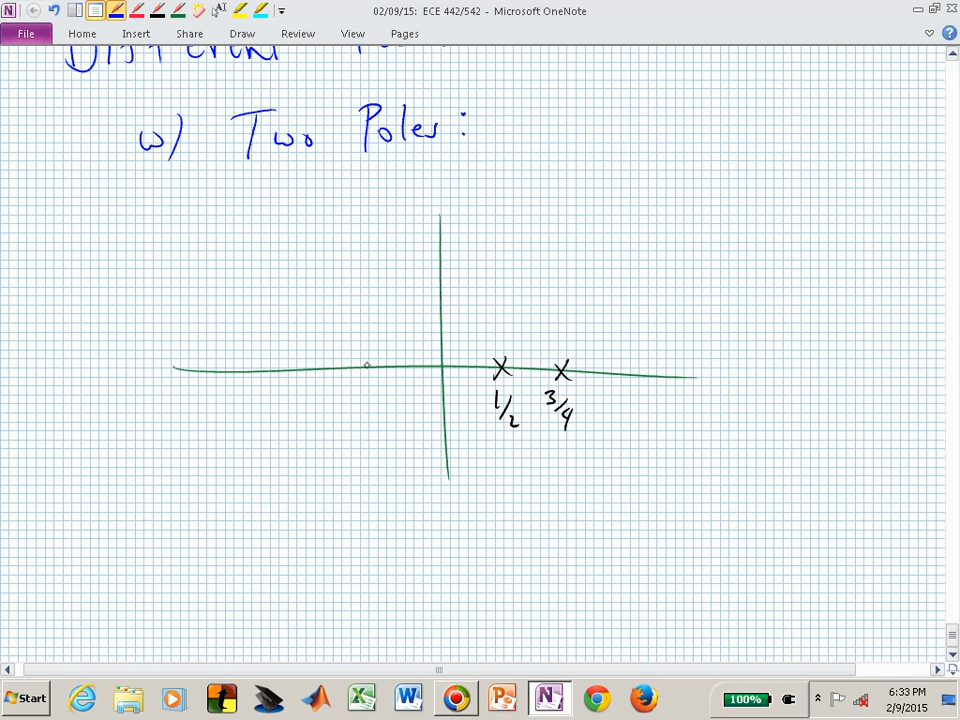 02/09/15: ECE 442/542 - Microsoft OneNote
File Home Insert Share Draw Review View Pages
Different
w/ Two Poles:
X X
1/2 3/4
Start
100%
6:33 PM
2/9/2015